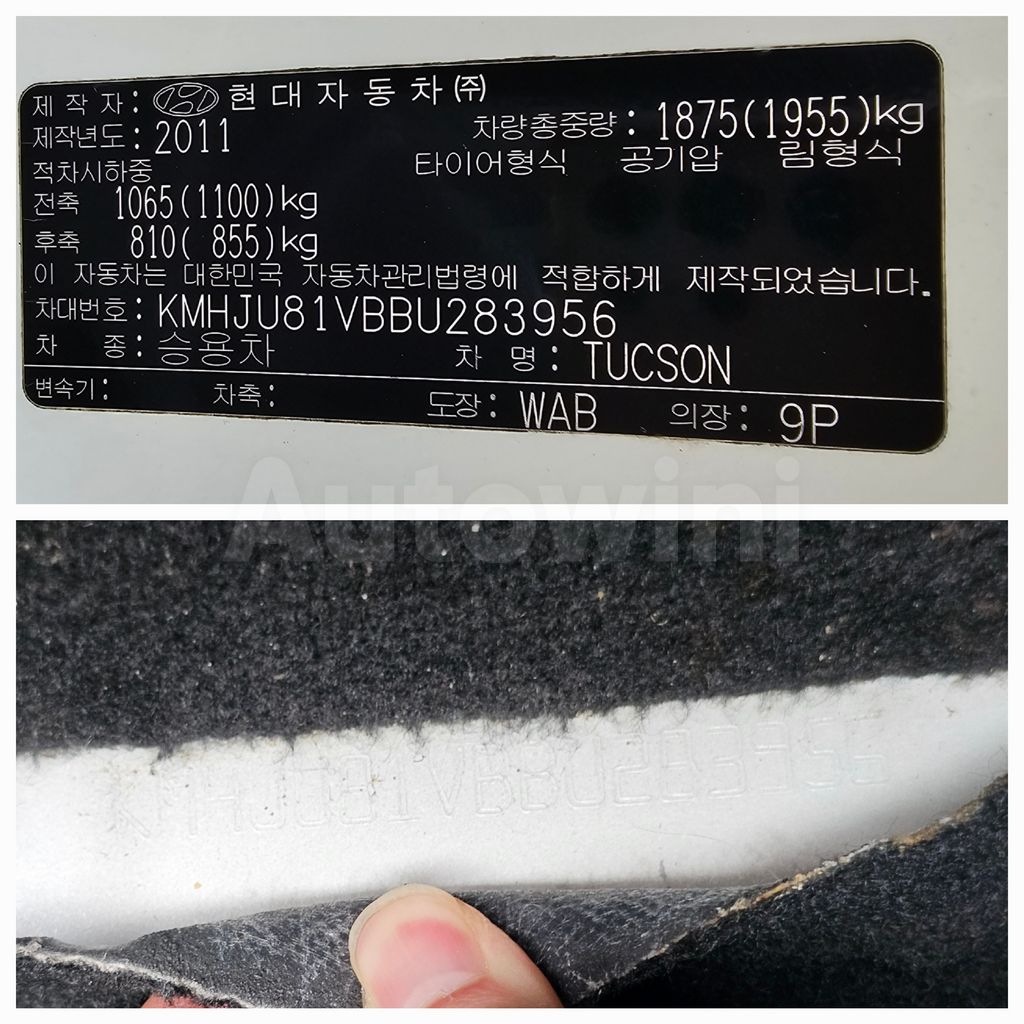 제 작 자 : 현 대 자 동 차 ㈜
제작년도 : 2011 차량총중량 : 1875(1955)kg
적차시하중 타이어형식 공기압 림형식
전축 1065(1100)kg
후축 810( 855)kg
이 자동차는 대한민국 자동차관리법령에 적합하게 제작되었습니다.
차대번호 : KMHJU81VBBU283956
차 종 : 승용차 차 명 : TUCSON
변속기 : 차축 : 도장 : WAB 의장 : 9P
Autowini
KMHJU81VBBU283956